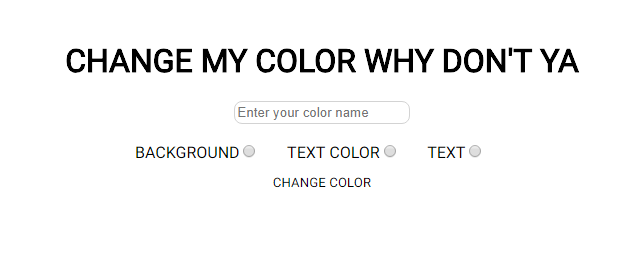 CHANGE MY COLOR WHY DON'T YA
Enter your color name
BACKGROUND TEXT COLOR TEXT
CHANGE COLOR